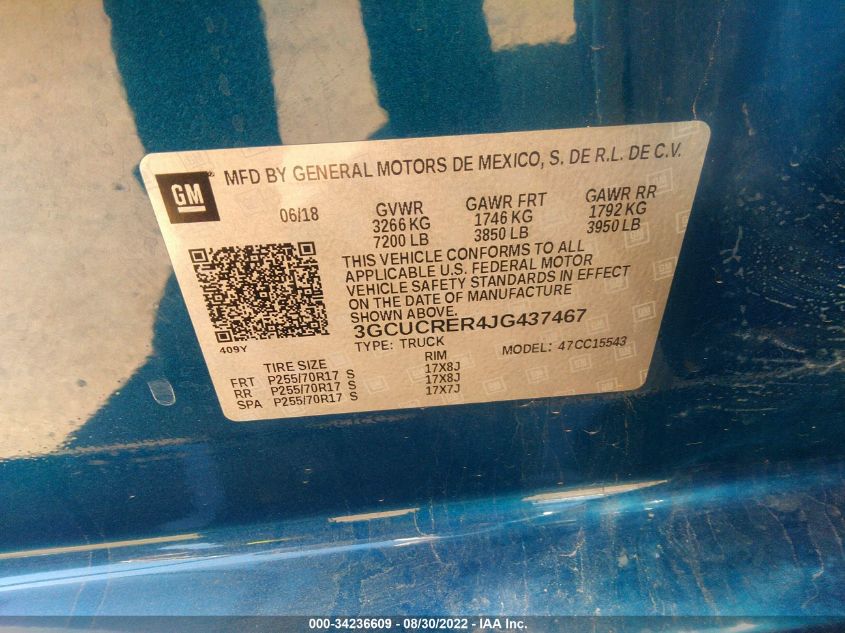 GM ® MFD BY GENERAL MOTORS DE MEXICO, S. DE R.L. DE C.V.
06/18 GVWR GAWR FRT GAWR RR
3266 KG 1746 KG 1792 KG
7200 LB 3850 LB 3950 LB
THIS VEHICLE CONFORMS TO ALL
APPLICABLE U.S. FEDERAL MOTOR
VEHICLE SAFETY STANDARDS IN EFFECT
ON THE DATE OF MANUFACTURE
SHOWN ABOVE.
3GCUCRER4JG437467
409Y TYPE: TRUCK MODEL: 47CC15543
TIRE SIZE RIM
FRT P255/70R17 S 17X8J
RR P255/70R17 S 17X8J
SPA P255/70R17 S 17X7J
000-34236609 - 08/30/2022 - IAA Inc.